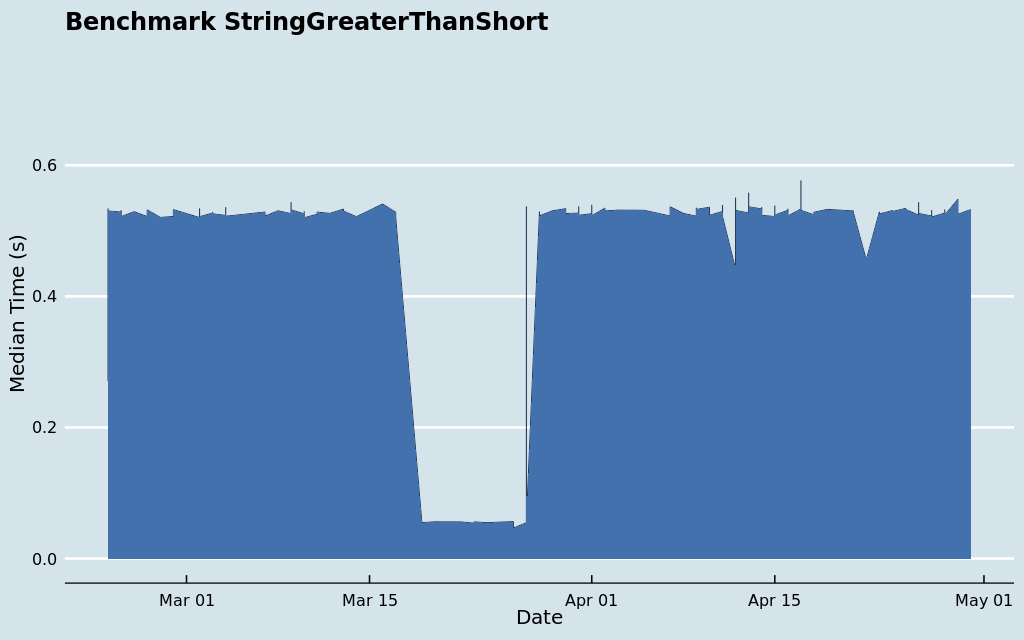 Benchmark StringGreaterThanShort
Median Time (s)
0.6
0.4
0.2
0.0
Mar 01
Mar 15
Apr 01
Apr 15
May 01
Date